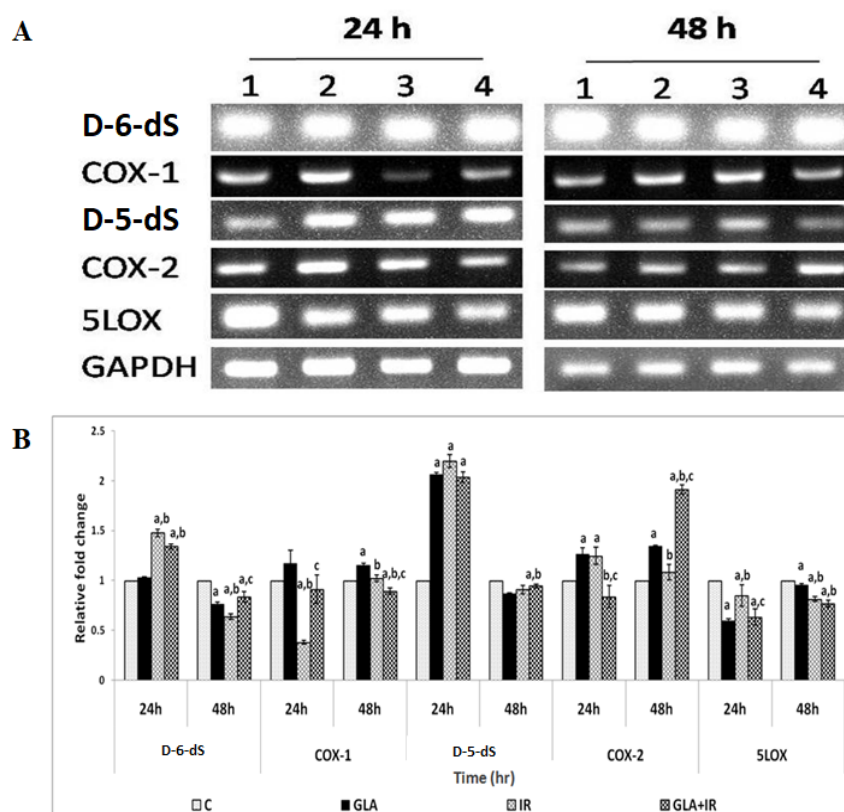 A
24 h 48 h
1 2 3 4 1 2 3 4
D-6-dS
COX-1
D-5-dS
COX-2
5LOX
GAPDH
B
Relative fold change
2.5
2
1.5
1
0.5
0
a,b a,b a a,b a,c a,b c a b a,b,c a a a a a b,c a b a,b,c a a,b a,c a a,b a,b
24h 48h 24h 48h 24h 48h 24h 48h 24h 48h
D-6-dS COX-1 D-5-dS COX-2 5LOX
Time (hr)
C GLA IR GLA+IR